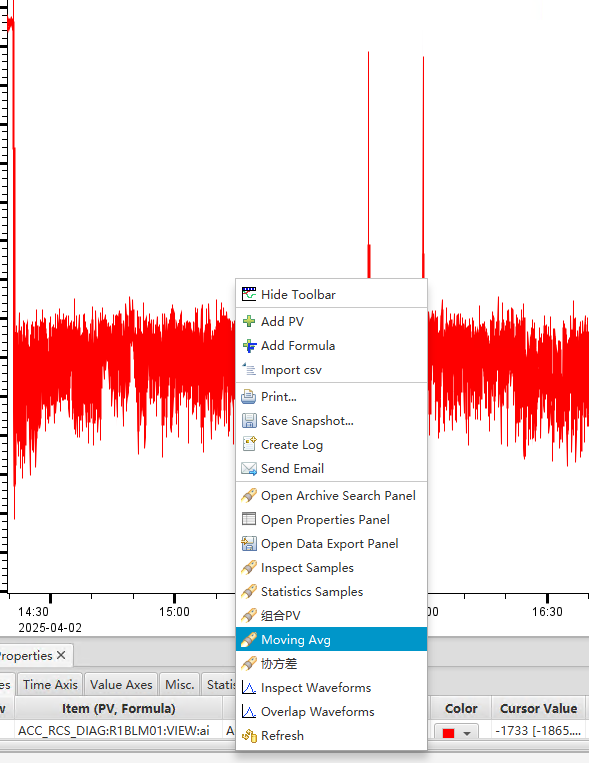 Hide Toolbar
Add PV
Add Formula
Import csv
Print...
Save Snapshot...
Create Log
Send Email
Open Archive Search Panel
Open Properties Panel
Open Data Export Panel
Inspect Samples
Statistics Samples
组合PV
Moving Avg
协方差
Inspect Waveforms
Overlap Waveforms
Refresh
14:30 15:00 00 16:30
2025-04-02
roperties
es Time Axis Value Axes Misc. Statis
w Item (PV, Formula) Color Cursor Value
ACC_RCS_DIAG:R1BLM01:VIEW:ai A -1733 [-1865....